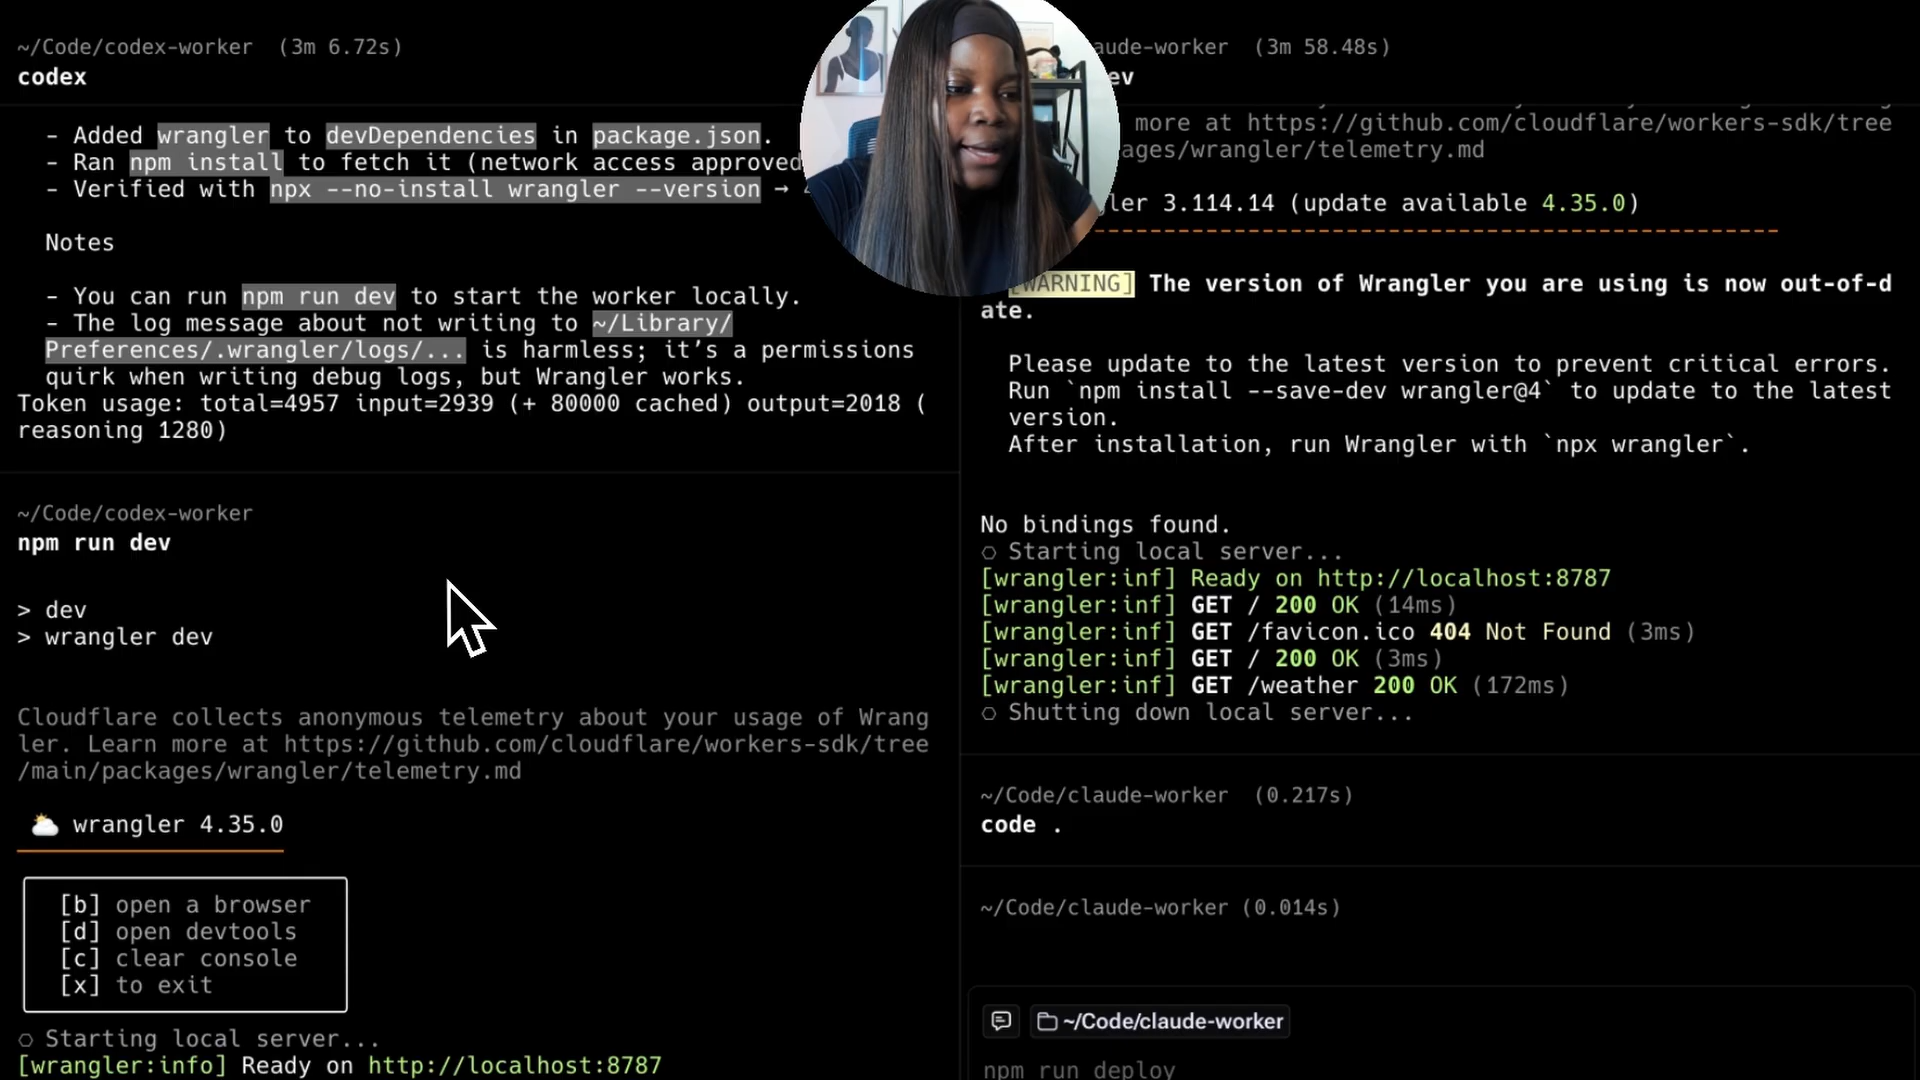 ~/Code/codex-worker (3m 6.72s)
codex
- Added wrangler to devDependencies in package.json.
- Ran npm install to fetch it (network access approved
- Verified with npx --no-install wrangler --version →
Notes
- You can run npm run dev to start the worker locally.
- The log message about not writing to ~/Library/
Preferences/.wrangler/logs/... is harmless; it’s a permissions
quirk when writing debug logs, but Wrangler works.
Token usage: total=4957 input=2939 (+ 80000 cached) output=2018 (
reasoning 1280)
~/Code/codex-worker
npm run dev
> dev
> wrangler dev
Cloudflare collects anonymous telemetry about your usage of Wrang
ler. Learn more at https://github.com/cloudflare/workers-sdk/tree
/main/packages/wrangler/telemetry.md
wrangler 4.35.0
[b] open a browser
[d] open devtools
[c] clear console
[x] to exit
Starting local server...
[wrangler:info] Ready on http://localhost:8787
aude-worker (3m 58.48s)
ev
more at https://github.com/cloudflare/workers-sdk/tree
ages/wrangler/telemetry.md
ler 3.114.14 (update available 4.35.0)
[WARNING] The version of Wrangler you are using is now out-of-d
ate.
Please update to the latest version to prevent critical errors.
Run `npm install --save-dev wrangler@4` to update to the latest
version.
After installation, run Wrangler with `npx wrangler`.
No bindings found.
Starting local server...
[wrangler:inf] Ready on http://localhost:8787
[wrangler:inf] GET / 200 OK (14ms)
[wrangler:inf] GET /favicon.ico 404 Not Found (3ms)
[wrangler:inf] GET / 200 OK (3ms)
[wrangler:inf] GET /weather 200 OK (172ms)
Shutting down local server...
~/Code/claude-worker (0.217s)
code .
~/Code/claude-worker (0.014s)
~/Code/claude-worker
npm run deploy